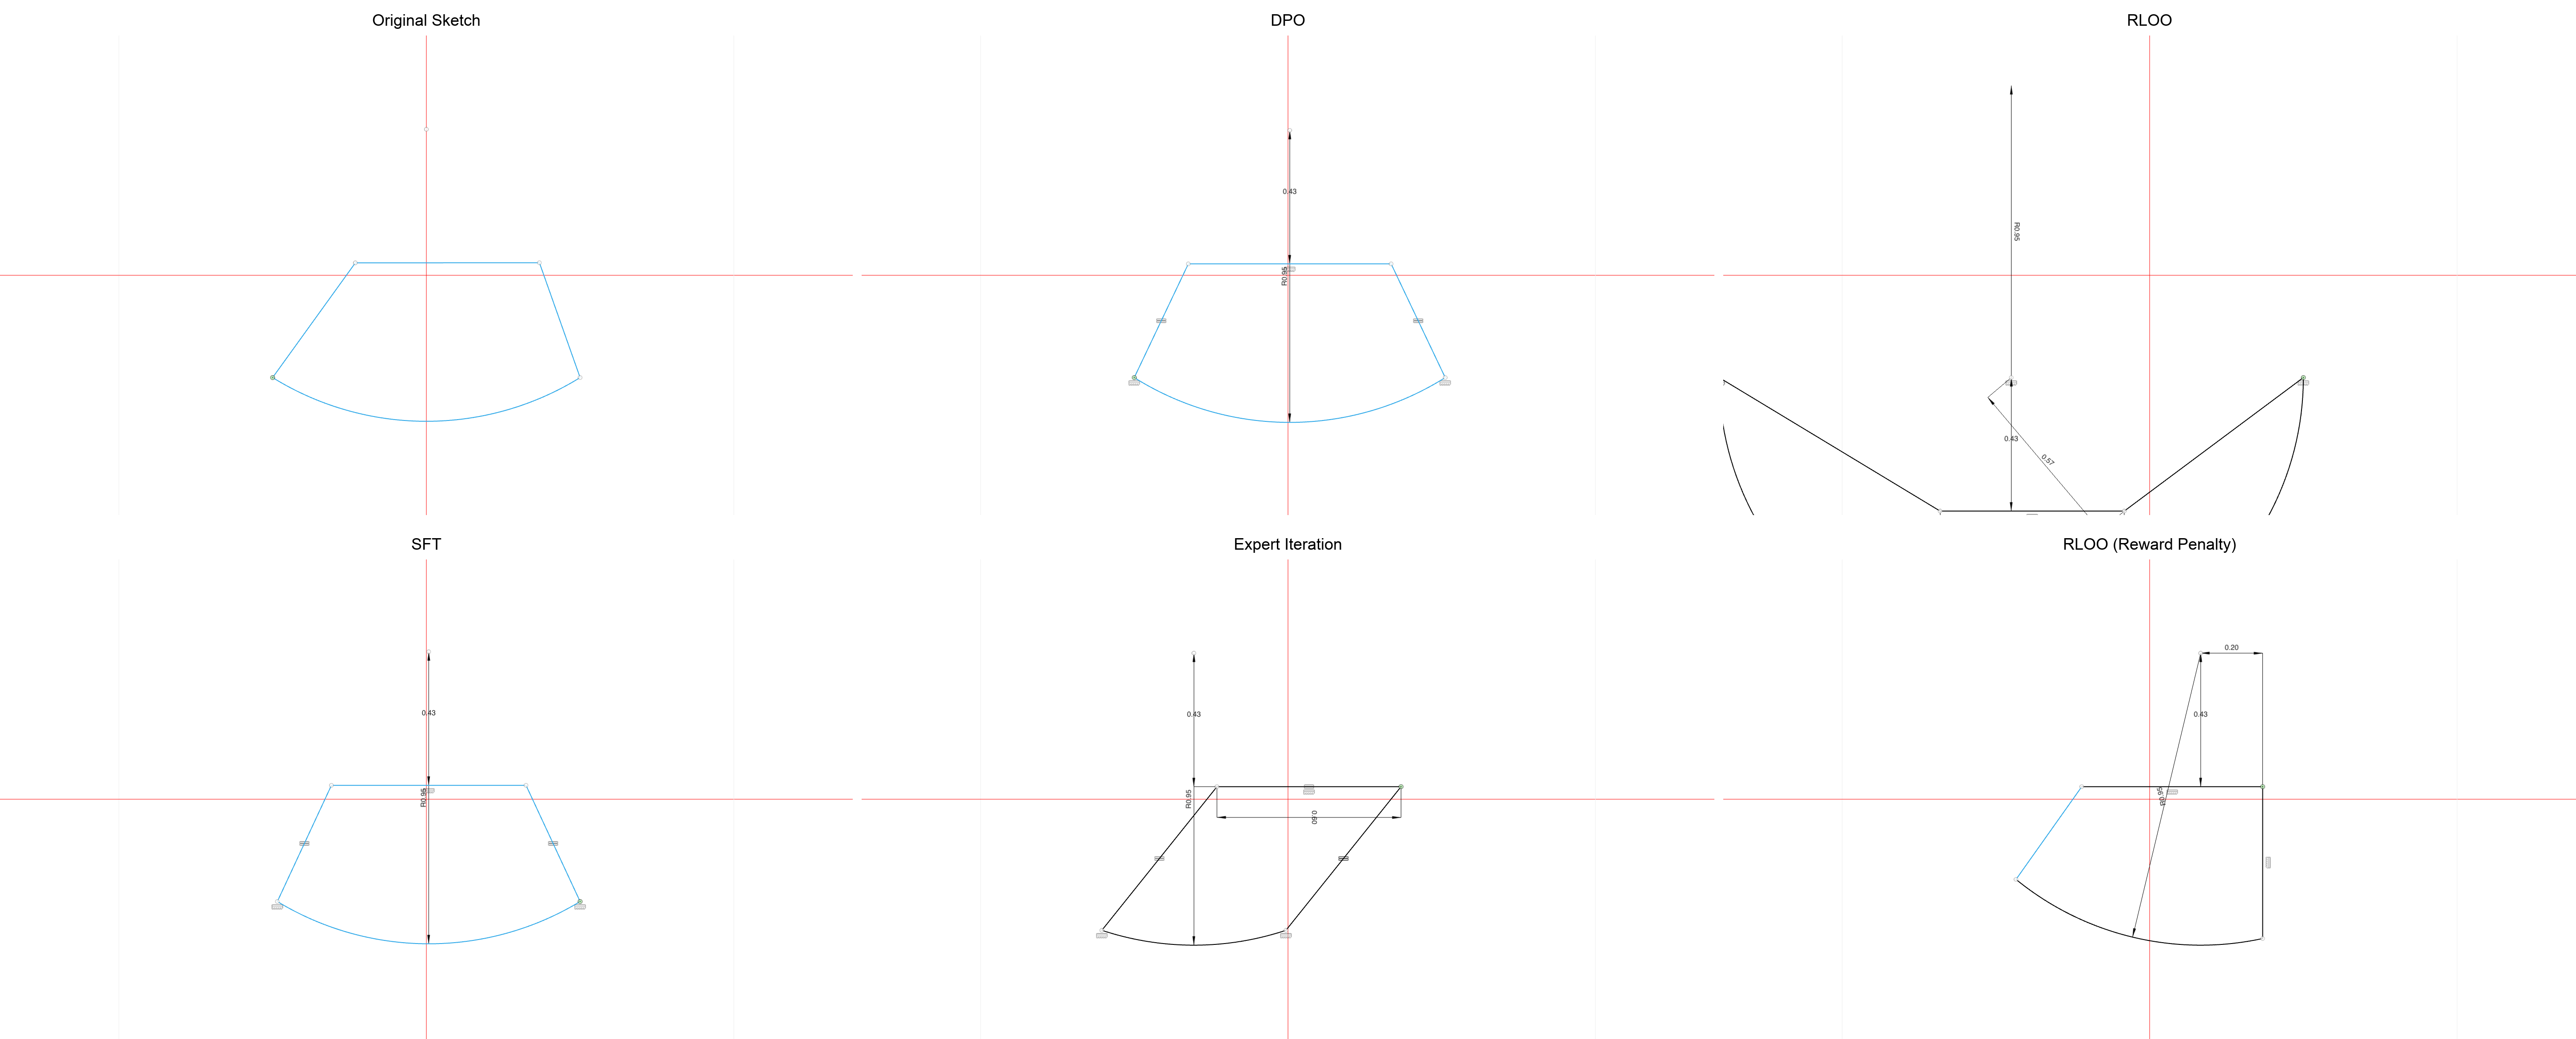 Original Sketch
DPO
0.43
R0.95
RLOO
R0.95
0.43
0.57
SFT
0.43
R0.95
Expert Iteration
0.43
R0.95
0.60
RLOO (Reward Penalty)
0.20
0.43
R0.95